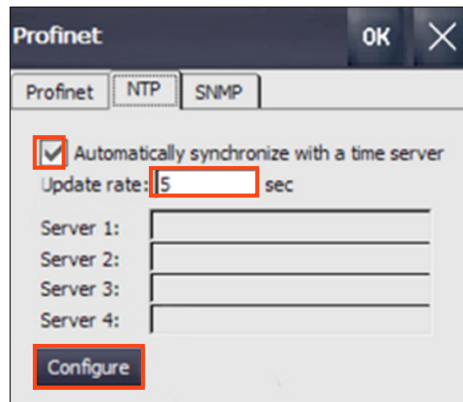 Profinet OK
Profinet NTP SNMP
Automatically synchronize with a time server
Update rate: 5 sec
Server 1:
Server 2:
Server 3:
Server 4:
Configure